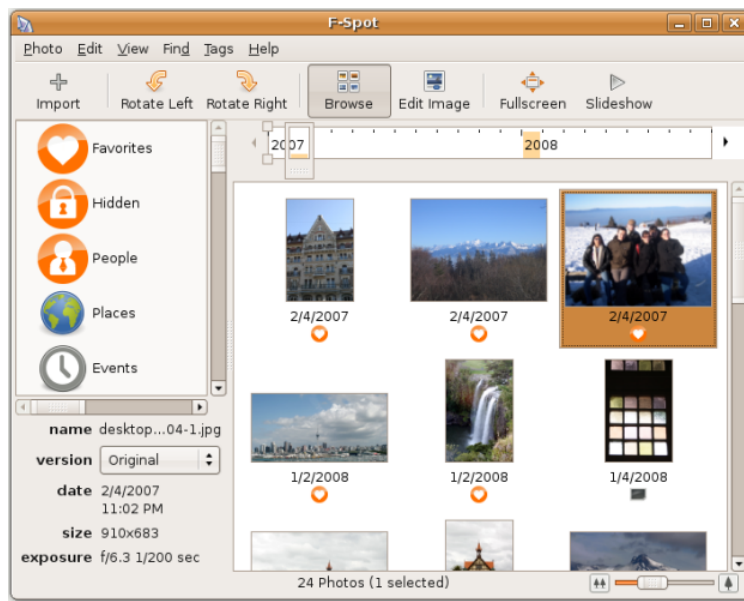 F-Spot
Photo Edit View Find Tags Help
Import Rotate Left Rotate Right Browse Edit Image Fullscreen Slideshow
Favorites
Hidden
People
Places
Events
name desktop...04-1.jpg
version Original
date 2/4/2007
11:02 PM
size 910x683
exposure f/6.3 1/200 sec
2007 2008
2/4/2007 2/4/2007 2/4/2007
1/2/2008 1/2/2008 1/4/2008
24 Photos (1 selected)